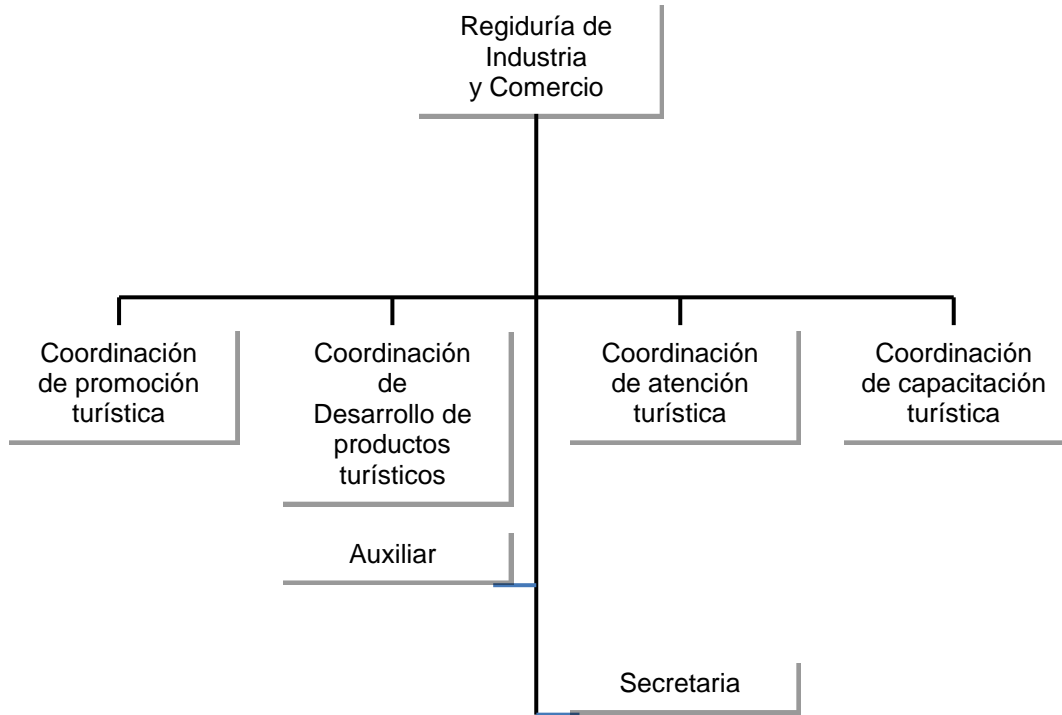 Regiduría de
Industria
y Comercio
Coordinación
de promoción
turística
Coordinación
de
Desarrollo de
productos
turísticos
Coordinación
de atención
turística
Coordinación
de capacitación
turística
Auxiliar
Secretaria